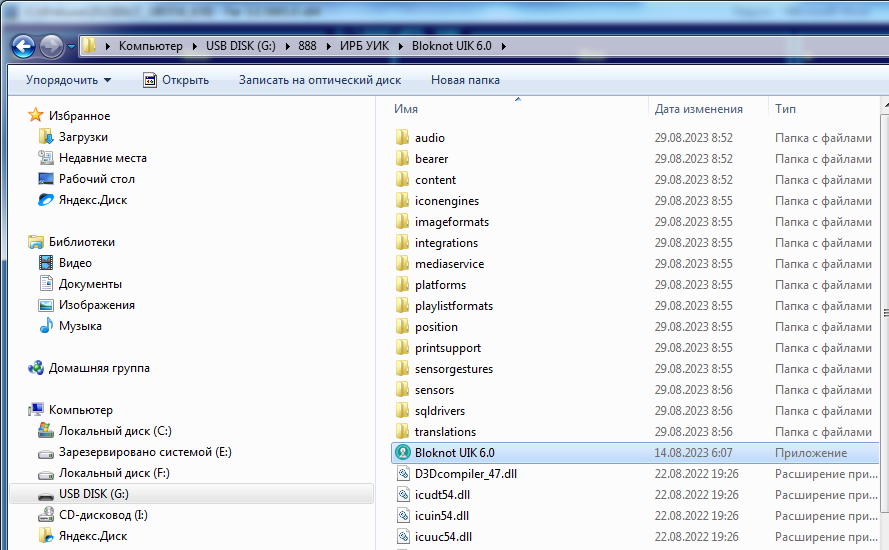 Компьютер USB DISK (G:) 888 ИРБ УИК Bloknot UIK 6.0
Упорядочить Открыть Записать на оптический диск Новая папка
Избранное
Загрузки
Недавние места
Рабочий стол
Яндекс.Диск
Библиотеки
Видео
Документы
Изображения
Музыка
Домашняя группа
Компьютер
Локальный диск (C:)
Зарезервировано системой (E:)
Локальный диск (F:)
USB DISK (G:)
CD-дисковод (I:)
Яндекс.Диск
Имя Дата изменения Тип
audio 29.08.2023 8:52 Папка с файлами
bearer 29.08.2023 8:52 Папка с файлами
content 29.08.2023 8:52 Папка с файлами
iconengines 29.08.2023 8:55 Папка с файлами
imageformats 29.08.2023 8:55 Папка с файлами
integrations 29.08.2023 8:55 Папка с файлами
mediaservice 29.08.2023 8:55 Папка с файлами
platforms 29.08.2023 8:55 Папка с файлами
playlistformats 29.08.2023 8:55 Папка с файлами
position 29.08.2023 8:55 Папка с файлами
printsupport 29.08.2023 8:55 Папка с файлами
sensorgestures 29.08.2023 8:55 Папка с файлами
sensors 29.08.2023 8:56 Папка с файлами
sqldrivers 29.08.2023 8:56 Папка с файлами
translations 29.08.2023 8:56 Папка с файлами
Bloknot UIK 6.0 14.08.2023 6:07 Приложение
D3Dcompiler_47.dll 22.08.2022 19:26 Расширение при...
icudt54.dll 22.08.2022 19:26 Расширение при...
icuin54.dll 22.08.2022 19:26 Расширение при...
icuuc54.dll 22.08.2022 19:26 Расширение при...